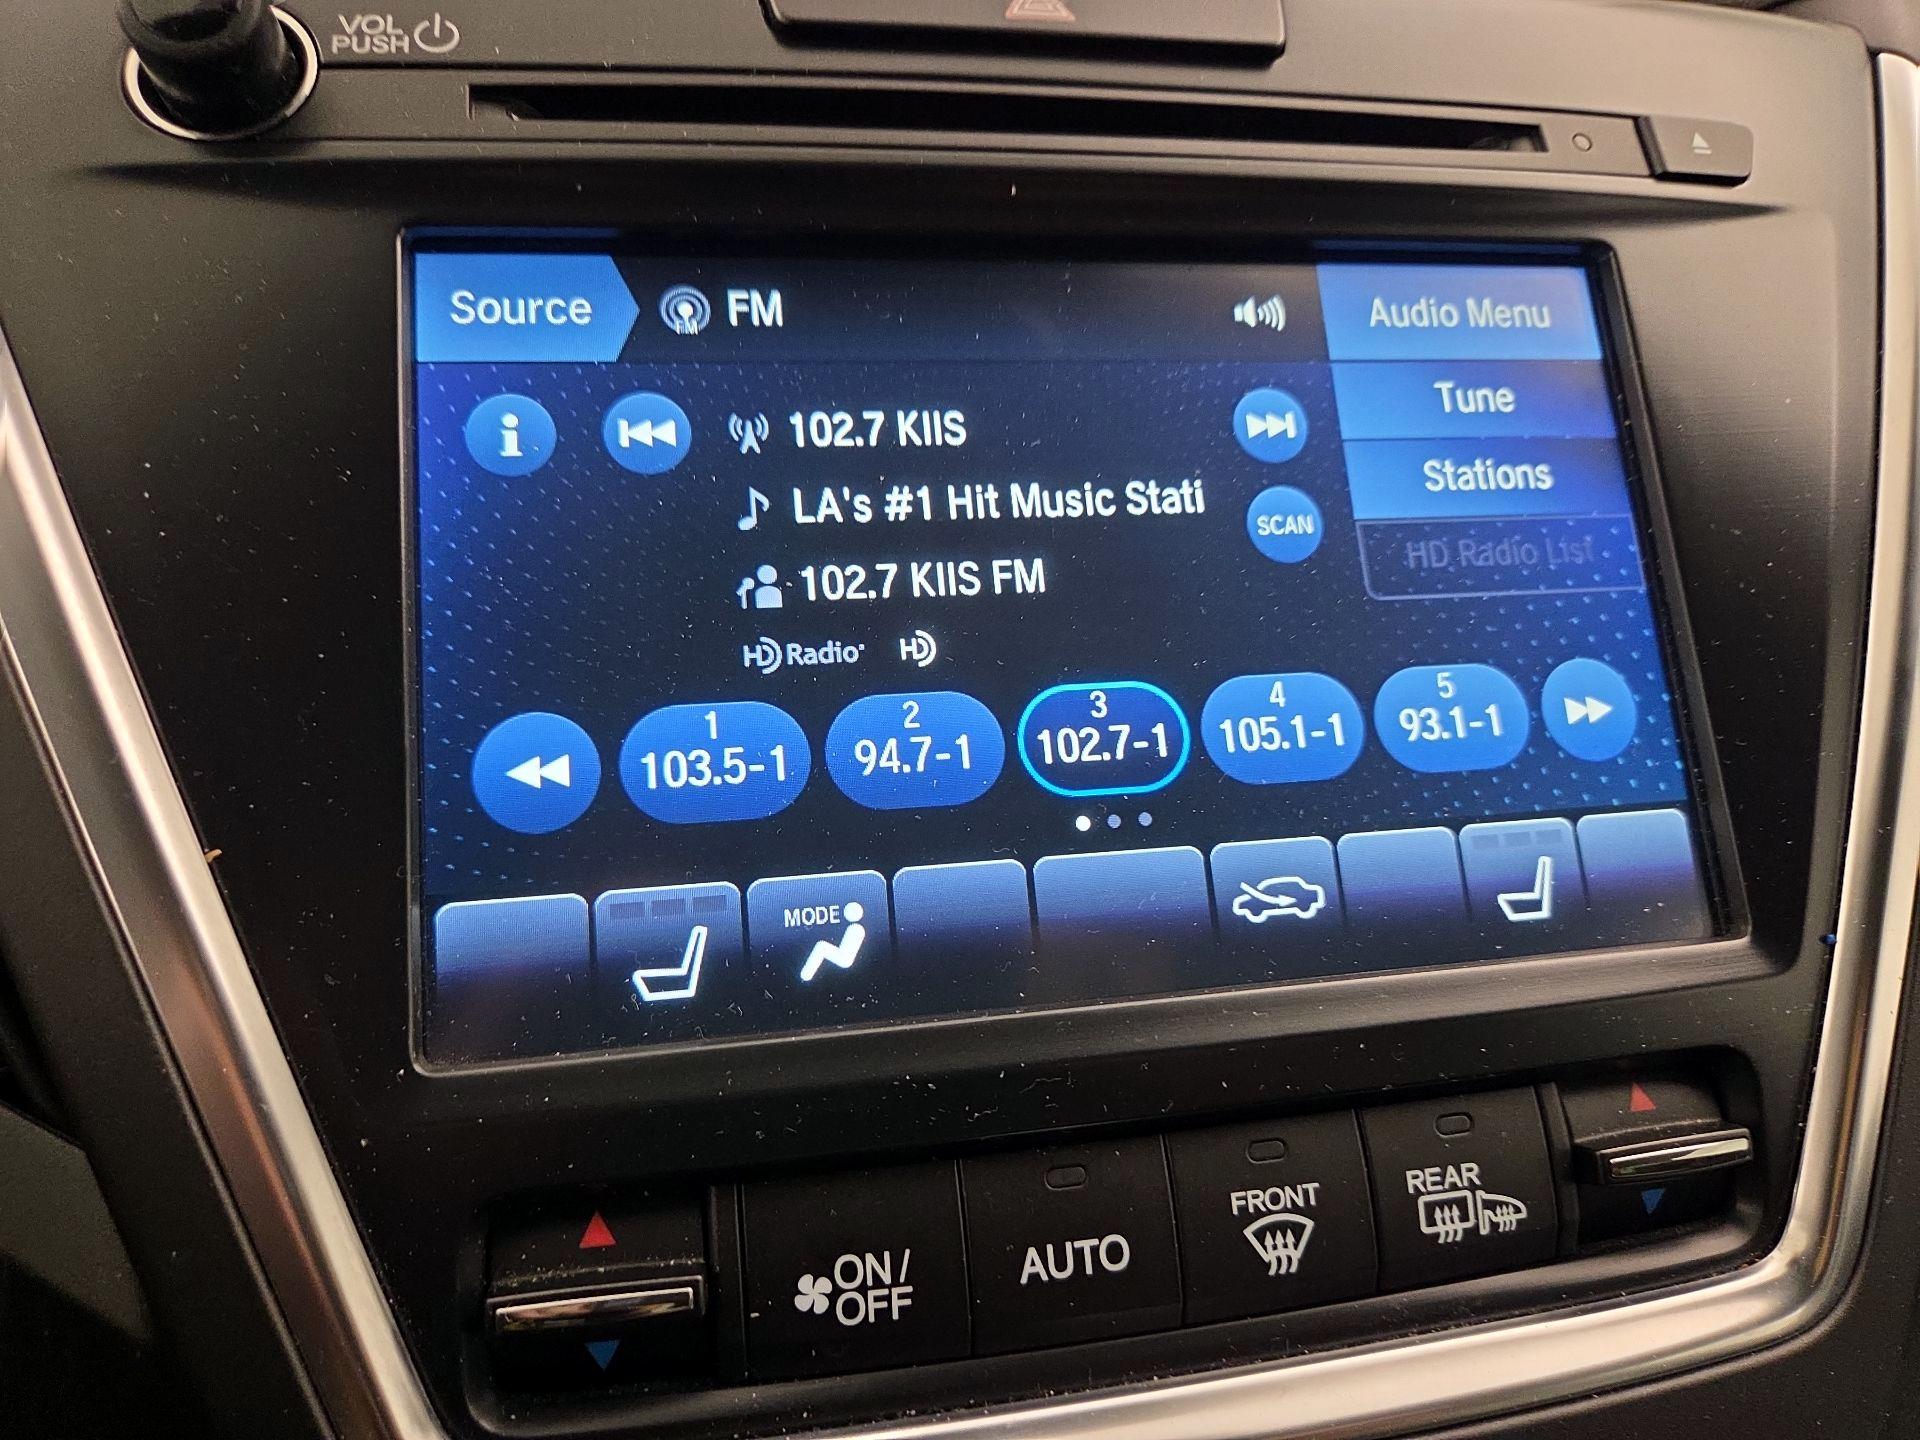 VOL
PUSH
Source
FM
FM
Audio Menu
102.7 KIIS
Tune
LA's #1 Hit Music Stati
Stations
SCAN
102.7 KIIS FM
HD Radio List
HD Radio
HD
1
103.5-1
2
94.7-1
3
102.7-1
4
105.1-1
5
93.1-1
MODE
ON/
OFF
AUTO
FRONT
REAR